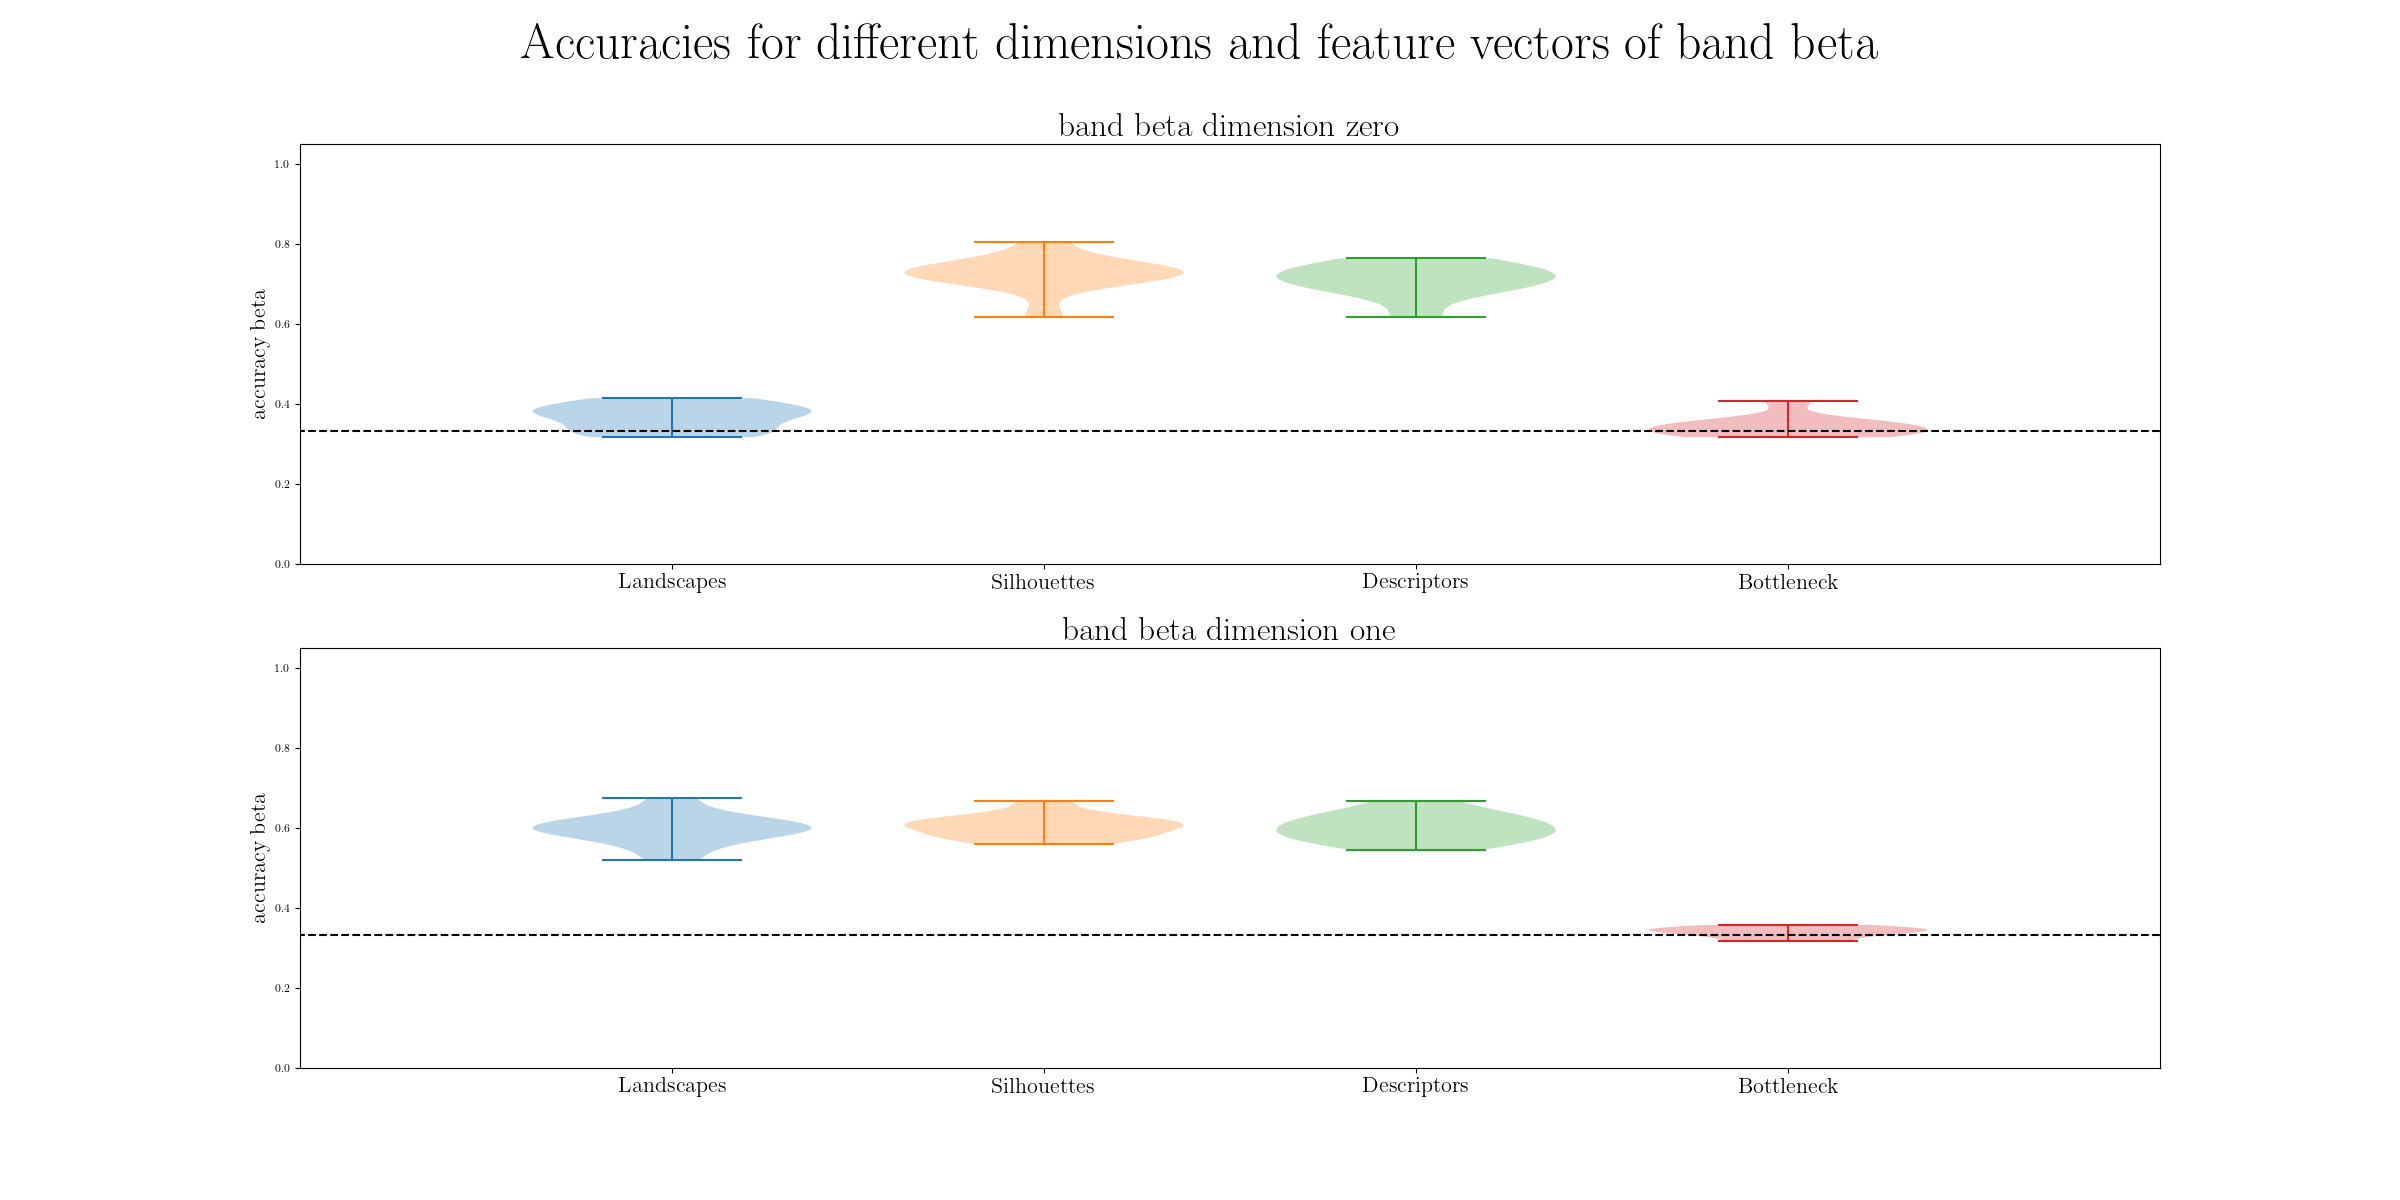 Accuracies for different dimensions and feature vectors of band beta
band beta dimension zero
1.0
0.8
0.6
0.4
0.2
0.0
accuracy beta
Landscapes Silhouettes Descriptors Bottleneck
band beta dimension one
1.0
0.8
0.6
0.4
0.2
0.0
accuracy beta
Landscapes Silhouettes Descriptors Bottleneck